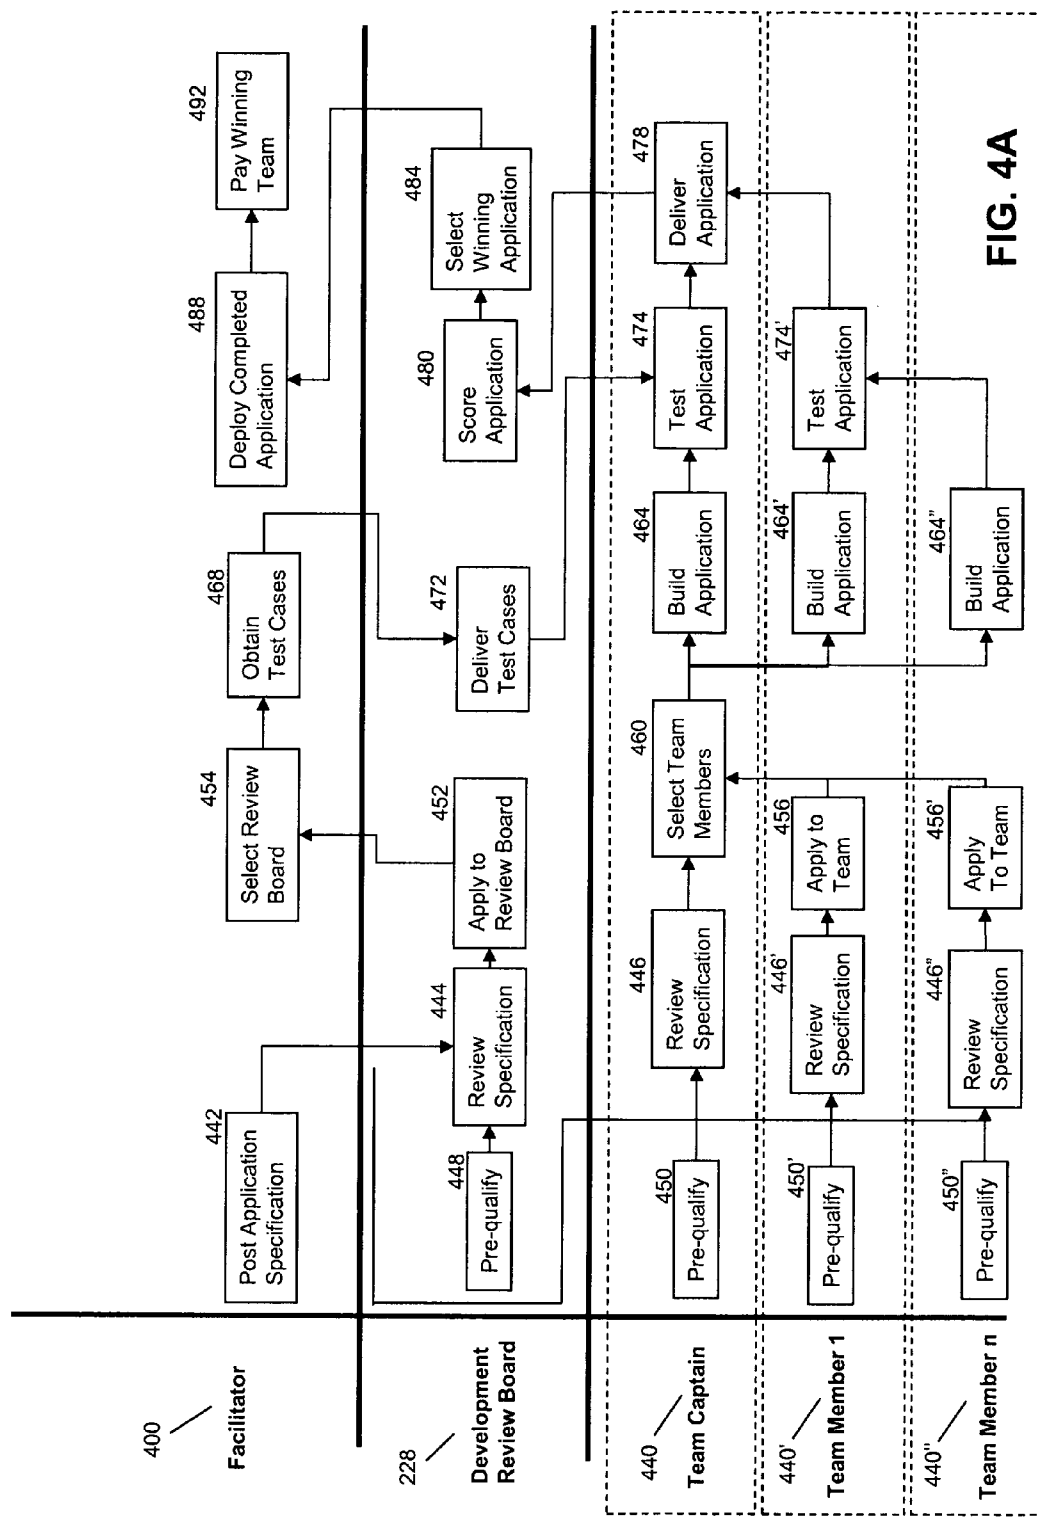 400
Facilitator
442
Post Application
Specification
454
Select Review
Board
468
Obtain
Test Cases
488
Deploy Completed
Application
492
Pay Winning
Team
228
Development
Review Board
448
Pre-qualify
444
Review
Specification
452
Apply to
Review Board
472
Deliver
Test Cases
480
Score
Application
484
Select
Winning
Application
440
Team Captain
450
Pre-qualify
446
Review
Specification
460
Select Team
Members
464
Build
Application
474
Test
Application
478
Deliver
Application
440'
Team Member 1
450'
Pre-qualify
446'
Review
Specification
456
Apply to
Team
464'
Build
Application
474'
Test
Application
440"
Team Member n
450"
Pre-qualify
446"
Review
Specification
456'
Apply
To Team
464"
Build
Application
FIG. 4A